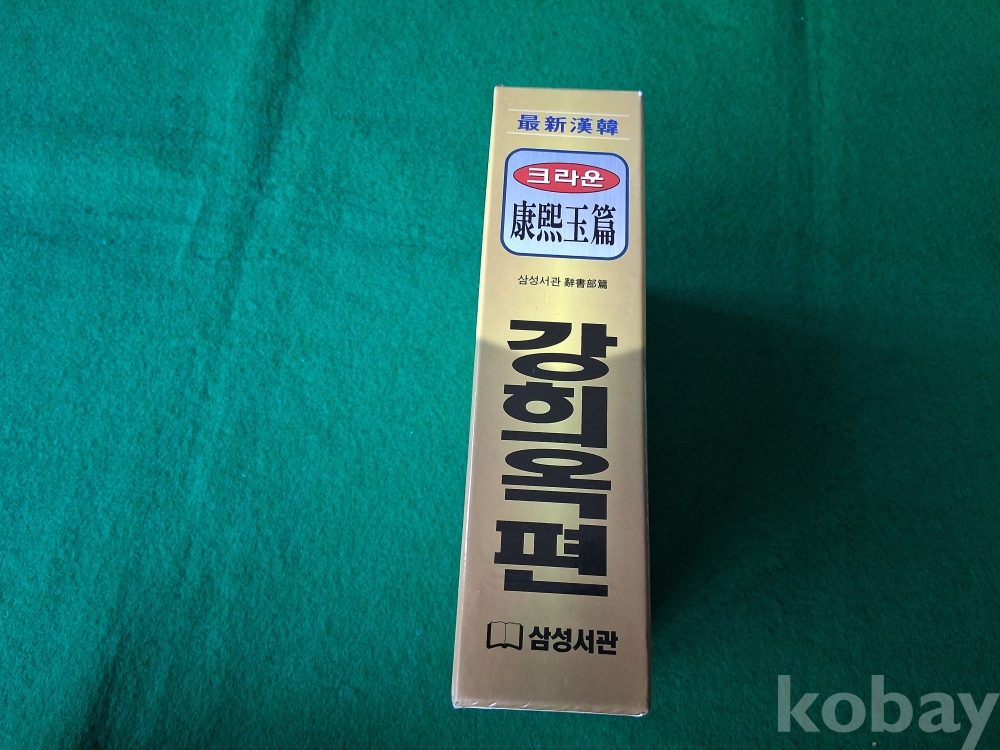 最新漢韓
크라운
康熙玉篇
삼성서관 辭書部篇
강희옥편
삼성서관
kobay